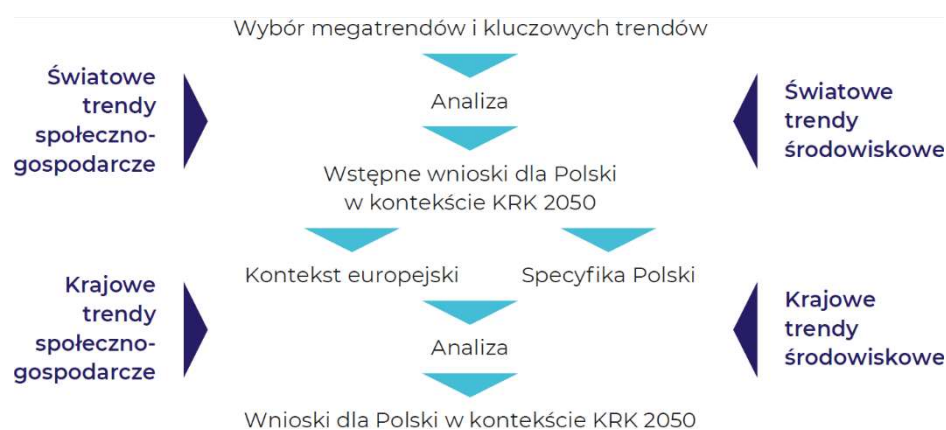 Wybór megatrendów i kluczowych trendów
Światowe
trendy
społeczno-
gospodarcze
Analiza
Światowe
trendy
środowiskowe
Wstępne wnioski dla Polski
w kontekście KRK 2050
Kontekst europejski
Specyfika Polski
Krajowe
trendy
społeczno-
gospodarcze
Analiza
Krajowe
trendy
środowiskowe
Wnioski dla Polski w kontekście KRK 2050